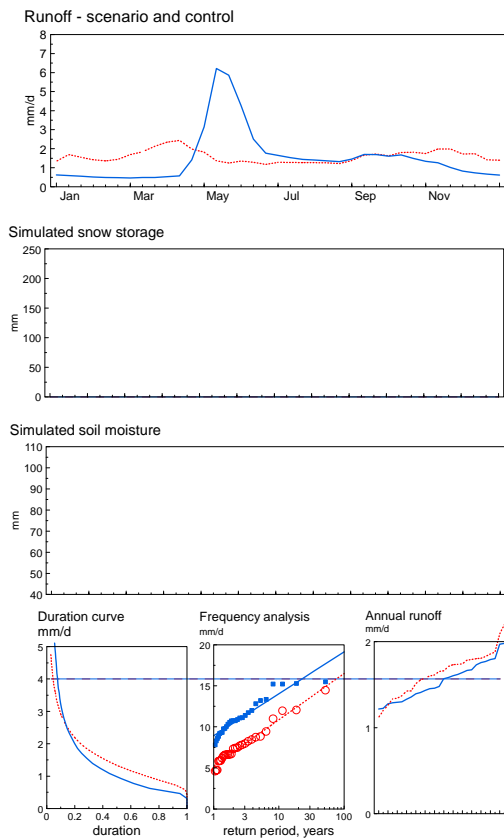 Runoff - scenario and control
8
7
6
5
4
3
2
1
0
mm/d
Jan Mar May Jul Sep Nov
Simulated snow storage
250
200
150
100
50
0
mm
Simulated soil moisture
110
100
90
80
70
60
50
40
mm
Duration curve
mm/d
5
4
3
2
1
0
0 0.2 0.4 0.6 0.8 1
duration
Frequency analysis
mm/d
20
15
10
5
0
1 3 10 30 100
return period, years
Annual runoff
mm/d
2
1
0